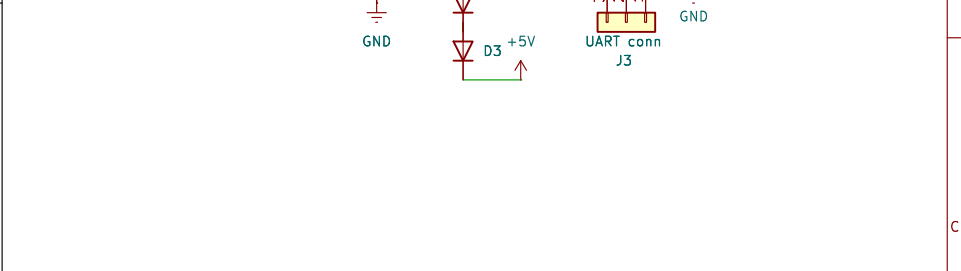 GND
D3
+5V
UART conn
J3
GND
C